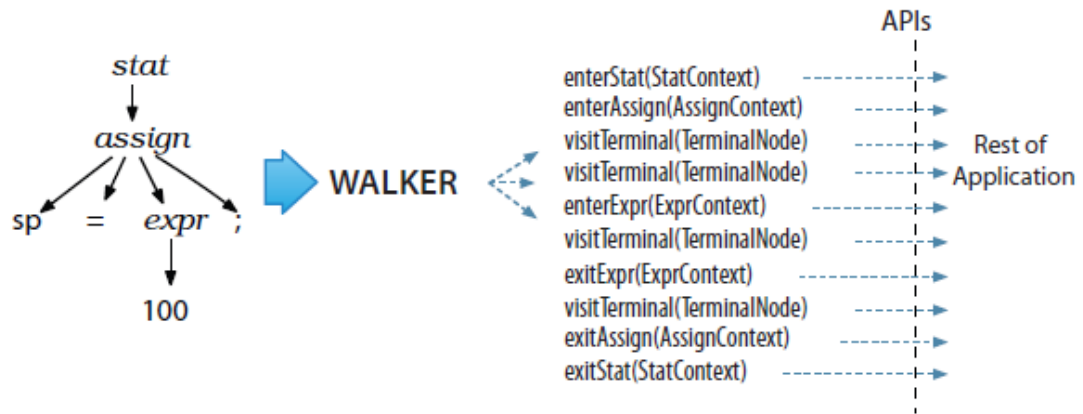 APIs
stat
assign
sp = expr ;
100
WALKER
enterStat(StatContext)
enterAssign(AssignContext)
visitTerminal(TerminalNode)
visitTerminal(TerminalNode)
enterExpr(ExprContext)
visitTerminal(TerminalNode)
exitExpr(ExprContext)
visitTerminal(TerminalNode)
exitAssign(AssignContext)
exitStat(StatContext)
Rest of
Application